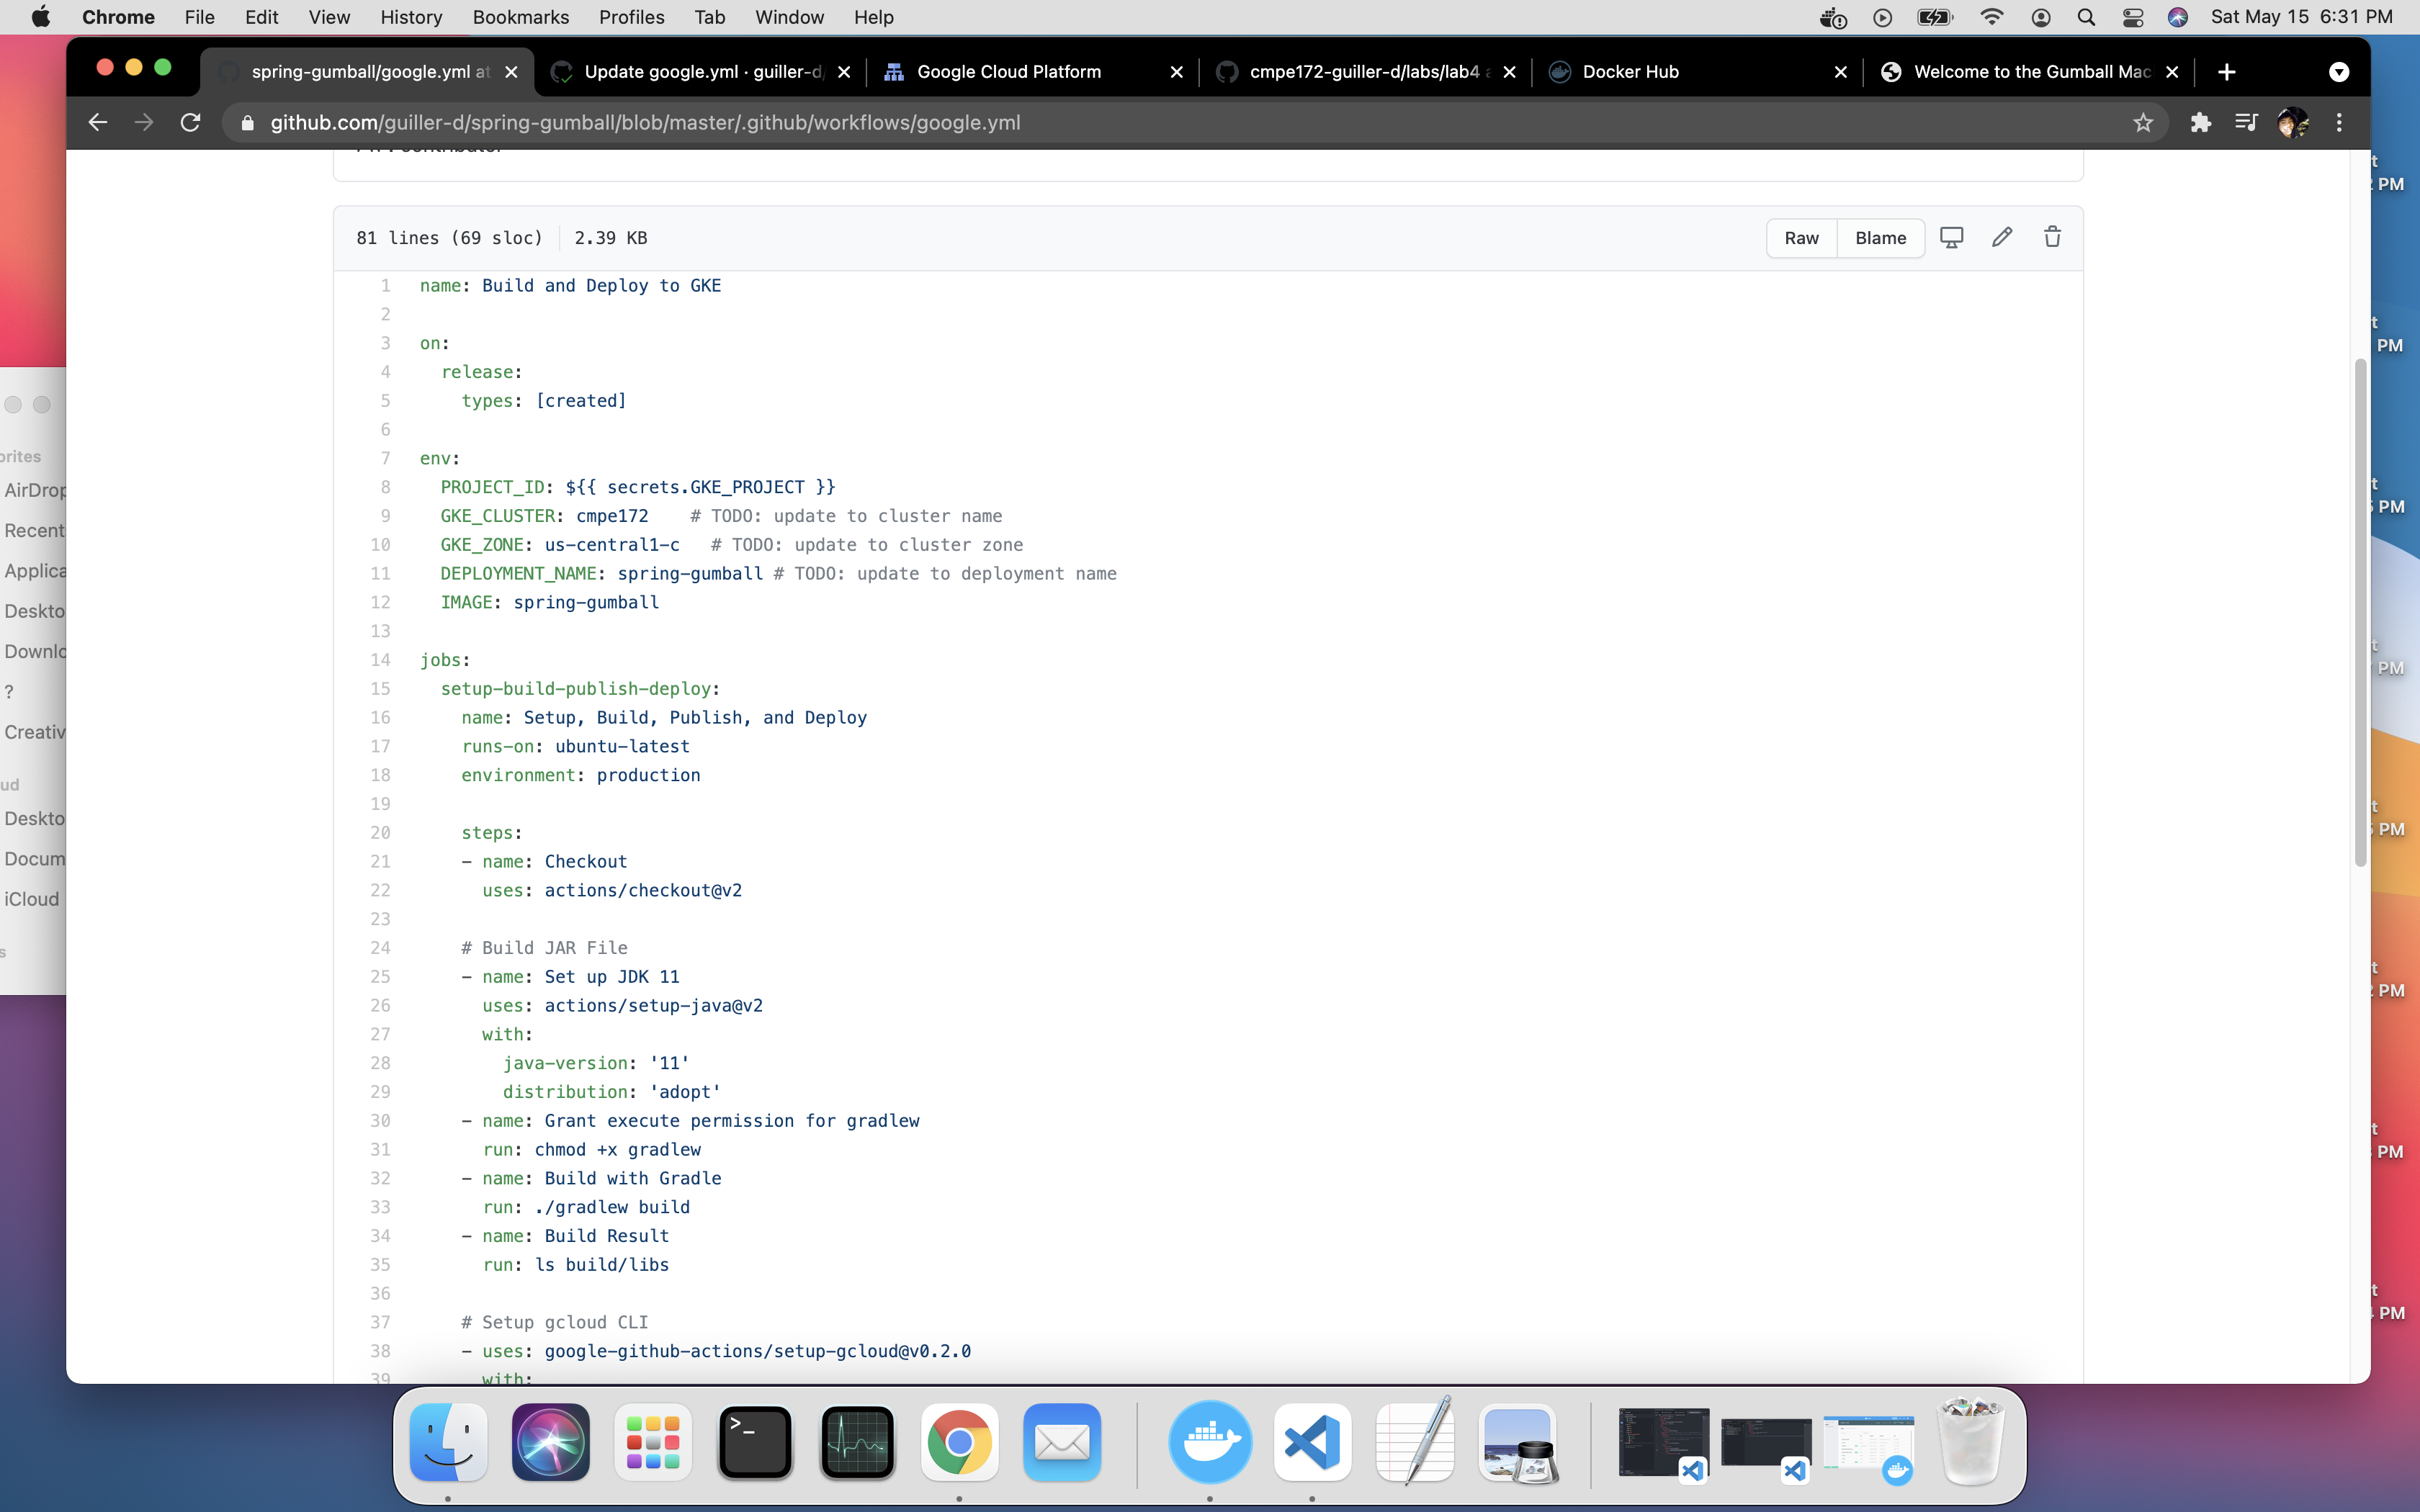 Chrome File Edit View History Bookmarks Profiles Tab Window Help Sat May 15 6:31 PM
spring-gumball/google.yml at Update google.yml · guiller-d/ Google Cloud Platform cmpe172-guiller-d/labs/lab4 a Docker Hub Welcome to the Gumball Mac
github.com/guiller-d/spring-gumball/blob/master/.github/workflows/google.yml
81 lines (69 sloc) 2.39 KB Raw Blame
1 name: Build and Deploy to GKE
2
3 on:
4 release:
5 types: [created]
6
7 env:
8 PROJECT_ID: ${{ secrets.GKE_PROJECT }}
9 GKE_CLUSTER: cmpe172 # TODO: update to cluster name
10 GKE_ZONE: us-central1-c # TODO: update to cluster zone
11 DEPLOYMENT_NAME: spring-gumball # TODO: update to deployment name
12 IMAGE: spring-gumball
13
14 jobs:
15 setup-build-publish-deploy:
16 name: Setup, Build, Publish, and Deploy
17 runs-on: ubuntu-latest
18 environment: production
19
20 steps:
21 - name: Checkout
22 uses: actions/checkout@v2
23
24 # Build JAR File
25 - name: Set up JDK 11
26 uses: actions/setup-java@v2
27 with:
28 java-version: '11'
29 distribution: 'adopt'
30 - name: Grant execute permission for gradlew
31 run: chmod +x gradlew
32 - name: Build with Gradle
33 run: ./gradlew build
34 - name: Build Result
35 run: ls build/libs
36
37 # Setup gcloud CLI
38 - uses: google-github-actions/setup-gcloud@v0.2.0
39 with:
orites
AirDrop
Recent
Applica
Deskto
Downlo
?
Creativ
ud
Deskto
Docum
iCloud
s
PM
PM
PM
PM
PM
PM
PM
PM